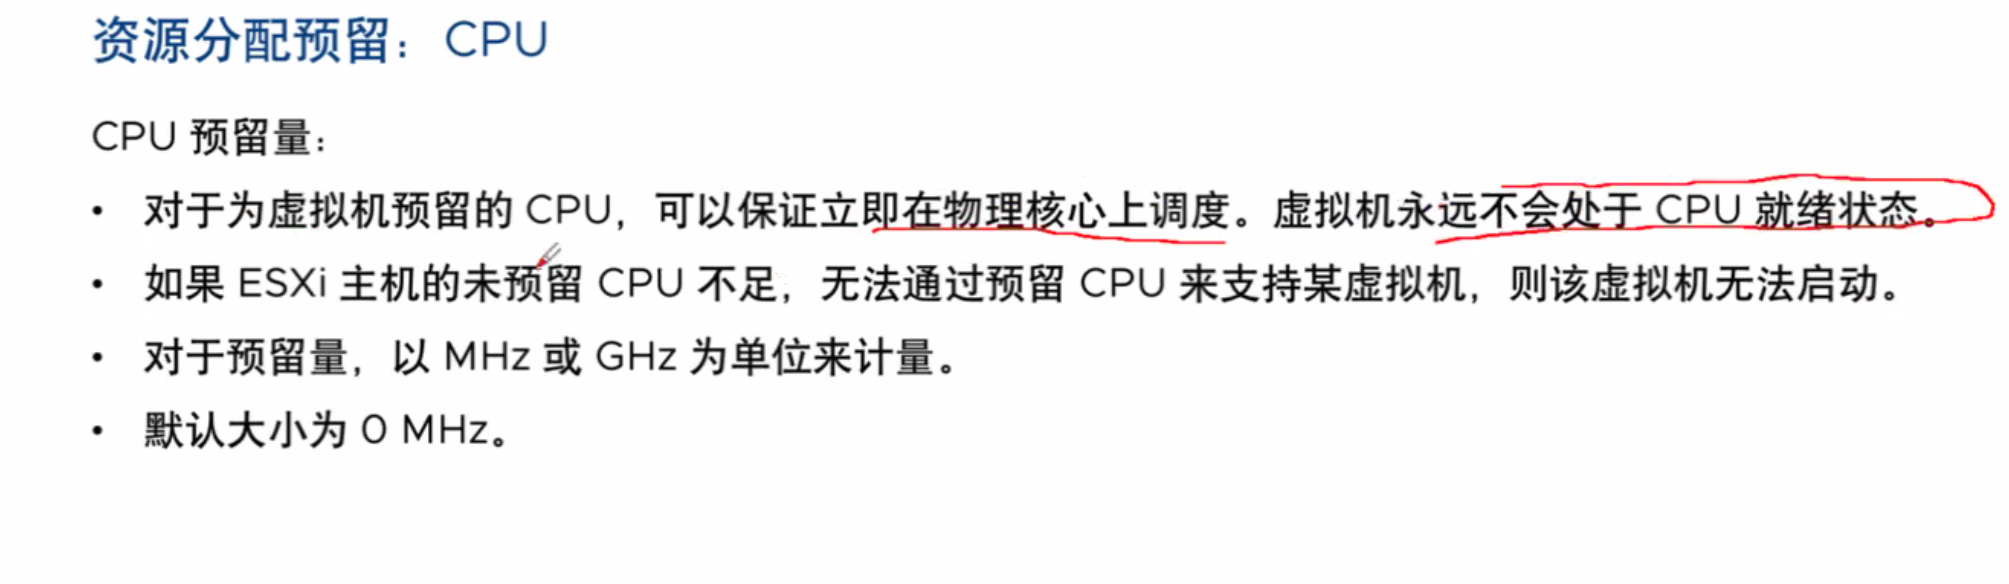 资源分配预留：CPU
CPU 预留量：
• 对于为虚拟机预留的 CPU，可以保证立即在物理核心上调度。虚拟机永远不会处于 CPU 就绪状态。
• 如果 ESXi 主机的未预留 CPU 不足，无法通过预留 CPU 来支持某虚拟机，则该虚拟机无法启动。
• 对于预留量，以 MHz 或 GHz 为单位来计量。
• 默认大小为 0 MHz。